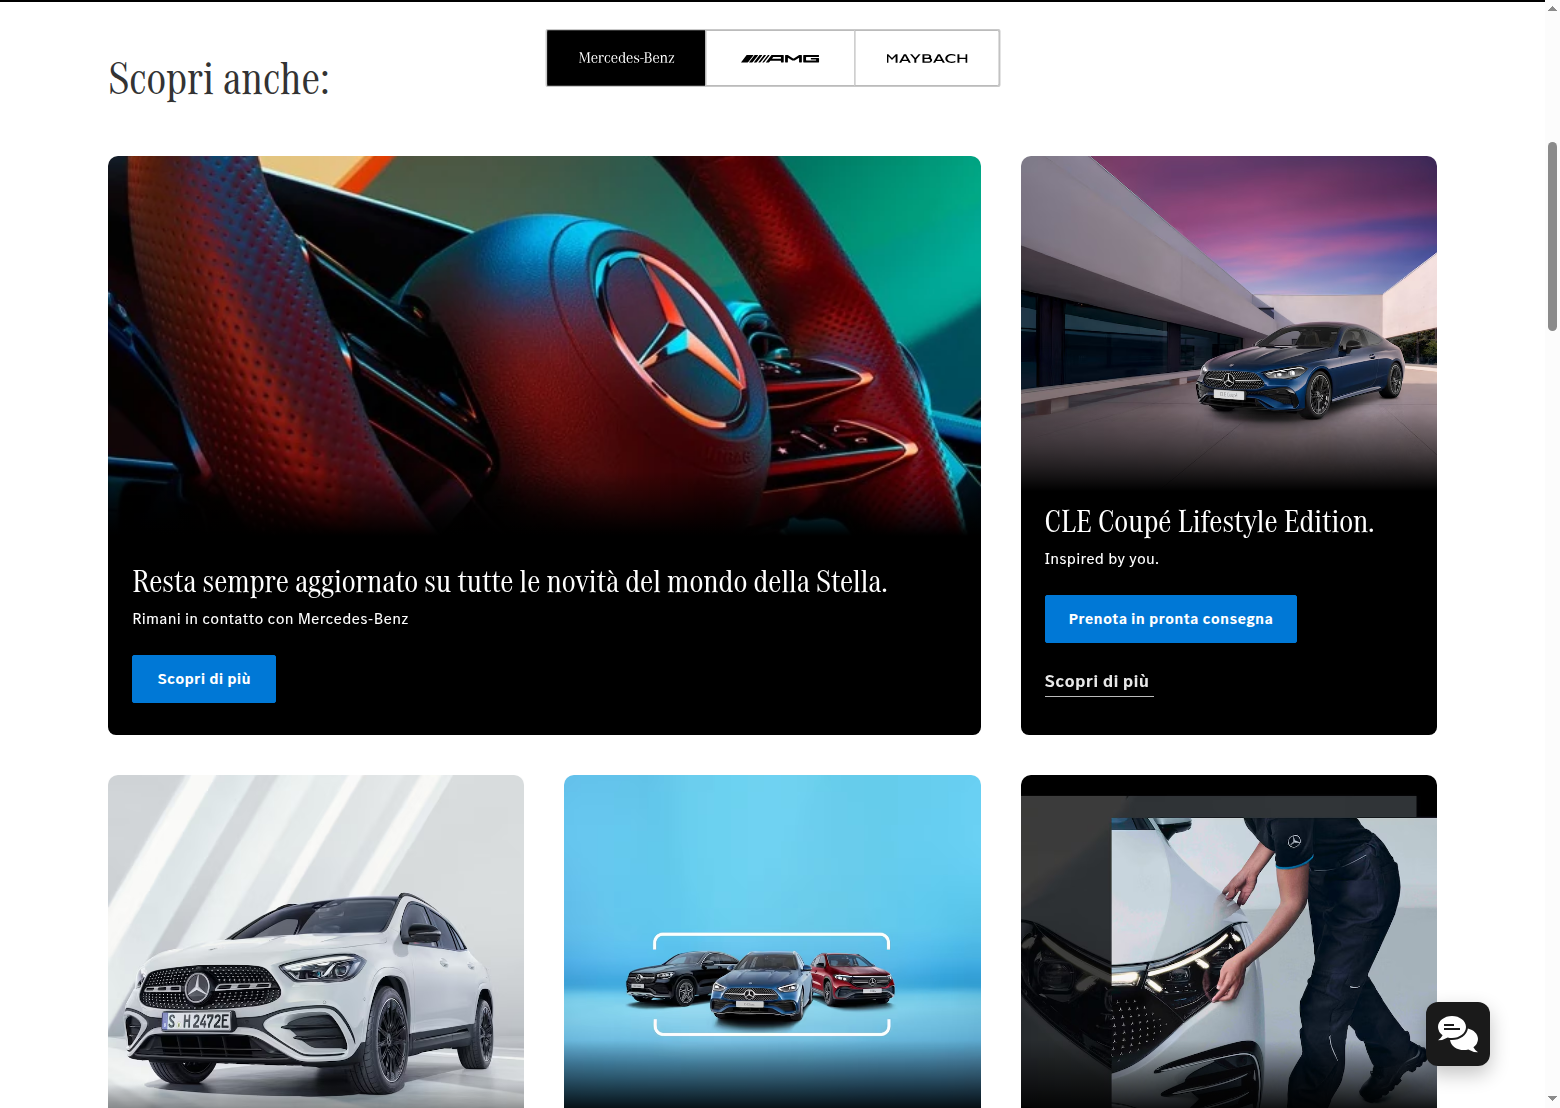 Scopri anche:
Mercedes-Benz
AMG
MAYBACH
Resta sempre aggiornato su tutte le novità del mondo della Stella.
Rimani in contatto con Mercedes-Benz
Scopri di più
CLE Coupé Lifestyle Edition.
Inspired by you.
Prenota in pronta consegna
Scopri di più
S H 2472E